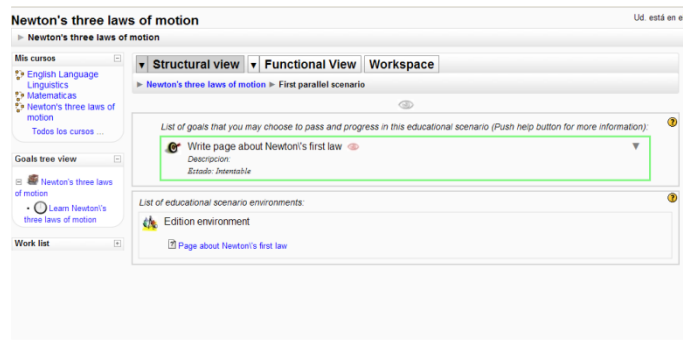 Newton's three laws of motion
Ud. está en e
Newton's three laws of motion
Mis cursos
English Language
Linguistics
Matematicas
Newton's three laws of
motion
Todos los cursos ...
Goals tree view
Newton's three laws
of motion
Learn Newton\'s
three laws of motion
Work list
Structural view
Functional View
Workspace
Newton's three laws of motion
First parallel scenario
List of goals that you may choose to pass and progress in this educational scenario (Push help button for more information):
Write page about Newton\'s first law
Descripcion:
Estado: Intentable
List of educational scenario environments:
Edition environment
Page about Newton\'s first law